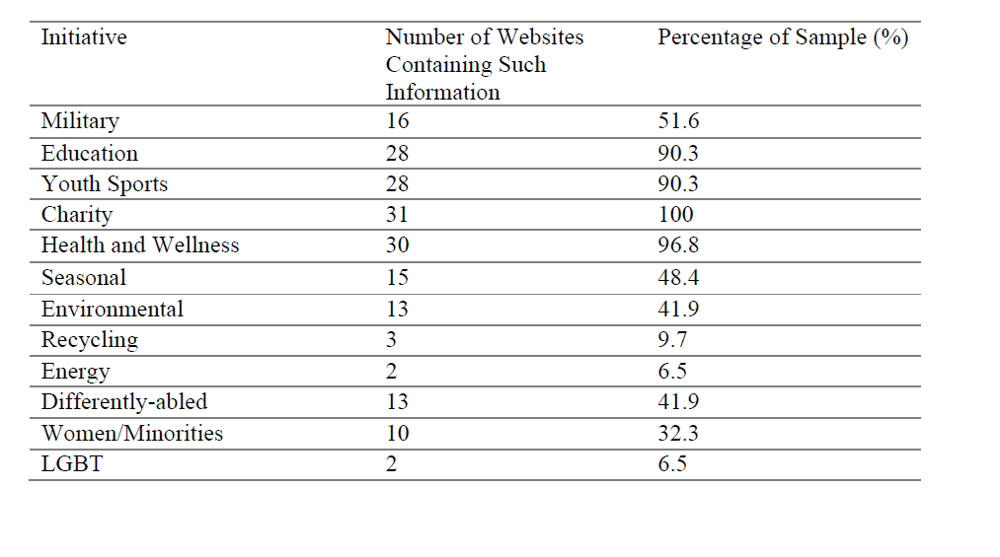 Initiative Number of Websites Percentage of Sample (%)
Containing Such
Information
Military 16 51.6
Education 28 90.3
Youth Sports 28 90.3
Charity 31 100
Health and Wellness 30 96.8
Seasonal 15 48.4
Environmental 13 41.9
Recycling 3 9.7
Energy 2 6.5
Differently-abled 13 41.9
Women/Minorities 10 32.3
LGBT 2 6.5